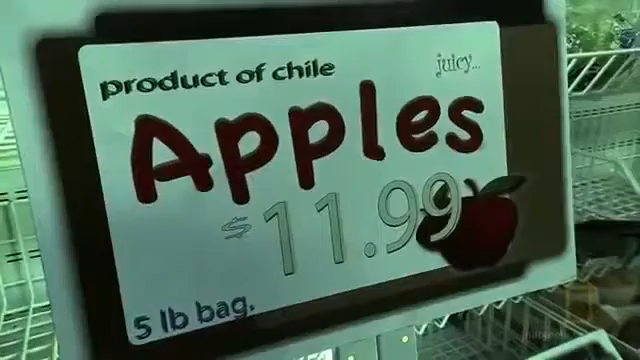 product of chile
juicy...
Apples
$11.99
5 lb bag.